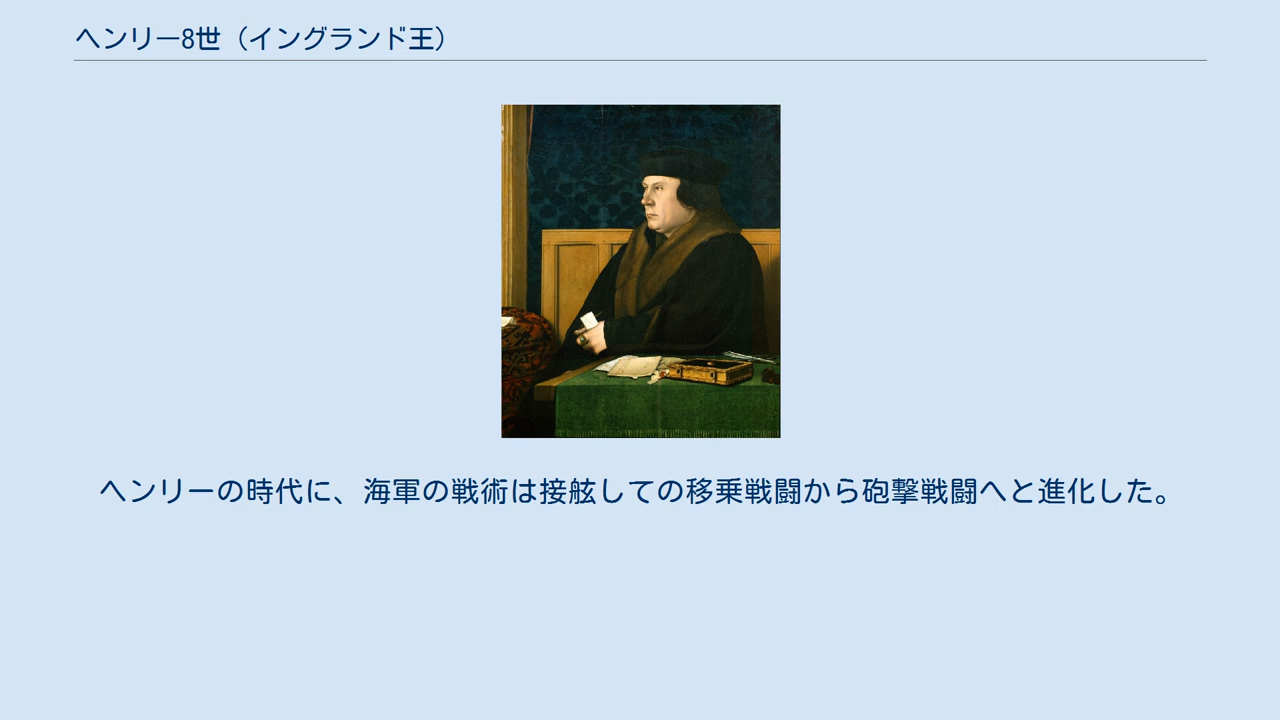 ヘンリー8世（イングランド王）
ヘンリーの時代に、海軍の戦術は接舷しての移乗戦闘から砲撃戦闘へと進化した。